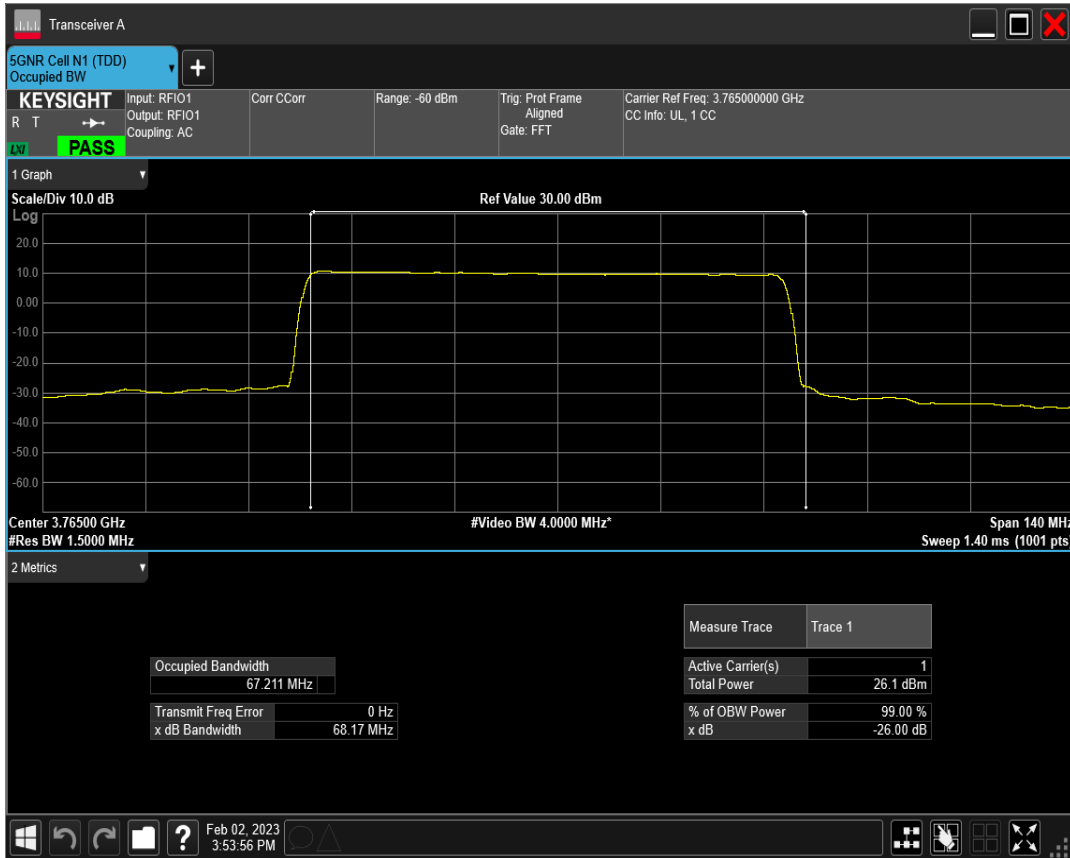 Transceiver A
5GNR Cell N1 (TDD)
Occupied BW
+
KEYSIGHT
R T
LXI
PASS
Input: RFIO1
Output: RFIO1
Coupling: AC
Corr CCorr
Range: -60 dBm
Trig: Prot Frame
Aligned
Gate: FFT
Carrier Ref Freq: 3.765000000 GHz
CC Info: UL, 1 CC
1 Graph
Scale/Div 10.0 dB
Ref Value 30.00 dBm
Log
20.0
10.0
0.00
-10.0
-20.0
-30.0
-40.0
-50.0
-60.0
Center 3.76500 GHz
#Video BW 4.0000 MHz*
Span 140 MHz
#Res BW 1.5000 MHz
Sweep 1.40 ms (1001 pts)
2 Metrics
Measure Trace Trace 1
Occupied Bandwidth
67.211 MHz
Transmit Freq Error 0 Hz
x dB Bandwidth 68.17 MHz
Active Carrier(s) 1
Total Power 26.1 dBm
% of OBW Power 99.00 %
x dB -26.00 dB
?
Feb 02, 2023
3:53:56 PM